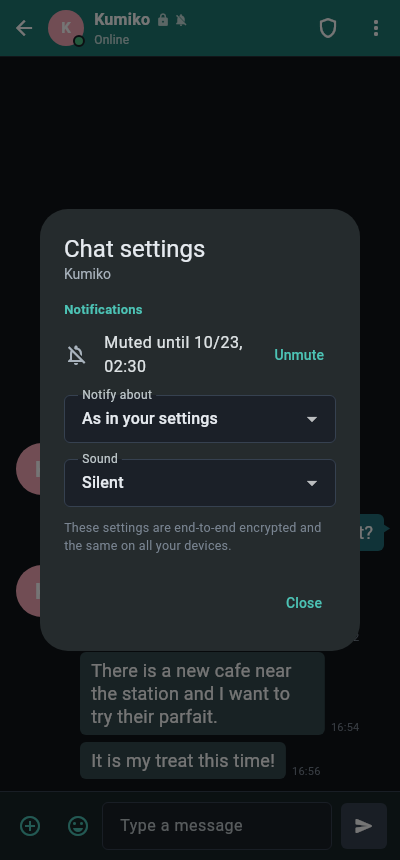 K
Kumiko
Online
Chat settings
Kumiko
Notifications
Muted until 10/23,
02:30
Unmute
Notify about
As in your settings
Sound
Silent
These settings are end-to-end encrypted and
the same on all your devices.
t?
Close
There is a new cafe near
the station and I want to
try their parfait.
16:54
It is my treat this time!
16:56
Type a message